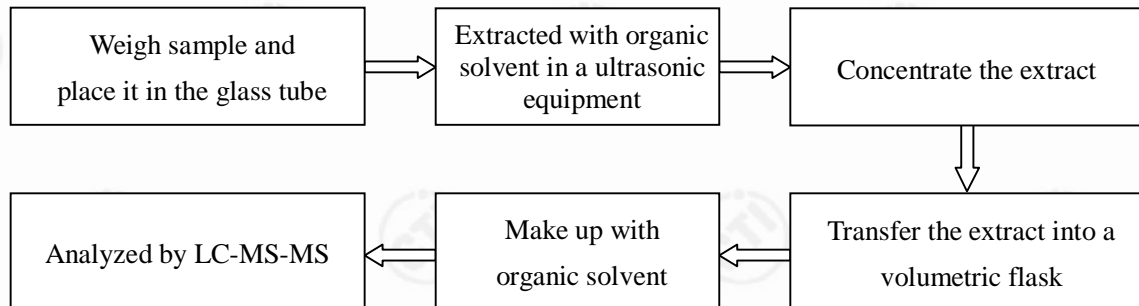 Weigh sample and
place it in the glass tube
Extracted with organic
solvent in a ultrasonic
equipment
Concentrate the extract
Transfer the extract into a
volumetric flask
Make up with
organic solvent
Analyzed by LC-MS-MS